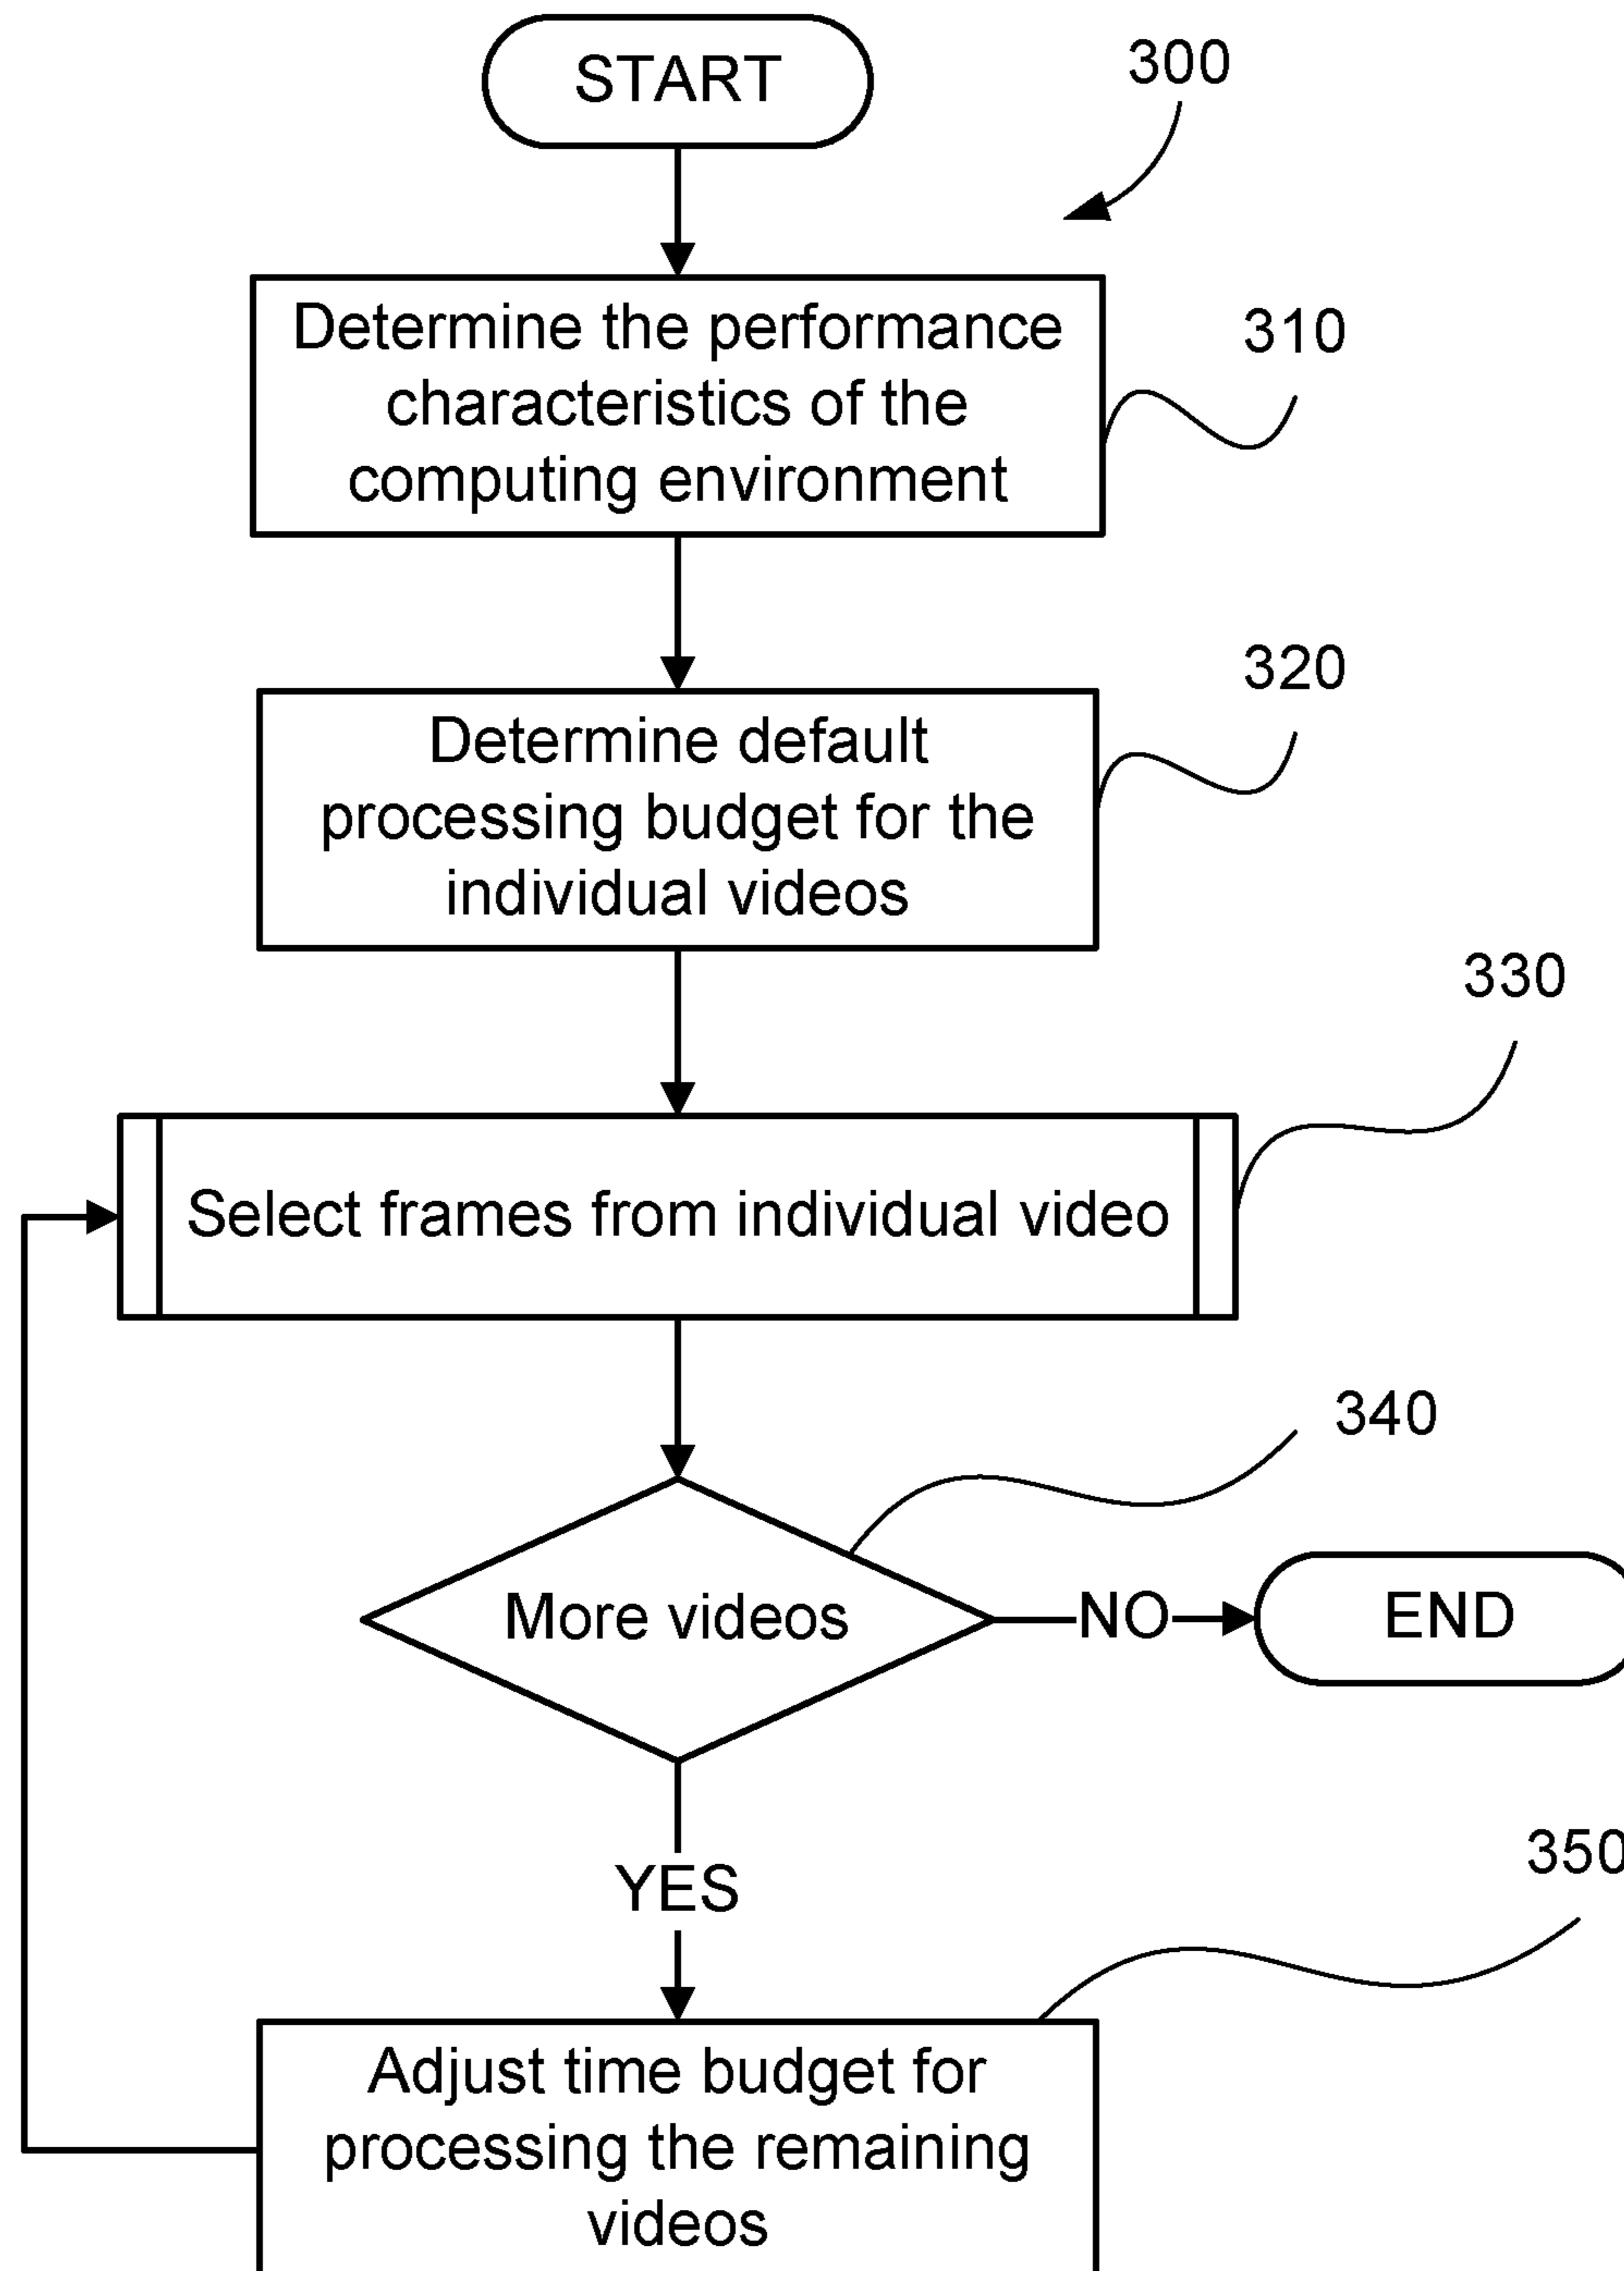 START
300
Determine the performance
characteristics of the
computing environment
310
Determine default
processing budget for the
individual videos
320
330
Select frames from individual video
340
More videos
NO
END
YES
350
Adjust time budget for
processing the remaining
videos